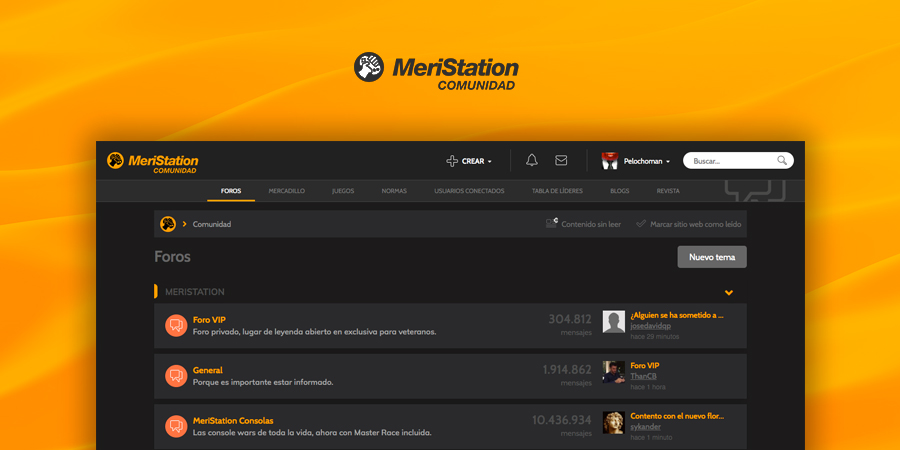 MeriStation
COMUNIDAD
MeriStation
COMUNIDAD
CREAR
Pelochoman
Buscar...
FOROS
MERCADILLO
JUEGOS
NORMAS
USUARIOS CONECTADOS
TABLA DE LÍDERES
BLOGS
REVISTA
Comunidad
Contenido sin leer
Marcar sitio web como leído
Foros
Nuevo tema
MERISTATION
Foro VIP
Foro privado, lugar de leyenda abierto en exclusiva para veteranos.
304.812
mensajes
¿Alguien se ha sometido a ...
josedavidqp
hace 29 minutos
General
Porque es importante estar informado.
1.914.862
mensajes
Foro VIP
ThanCB
hace 1 hora
MeriStation Consolas
Las console wars de toda la vida, ahora con Master Race incluida.
10.436.934
mensajes
Contento con el nuevo flor...
sykander
hace 1 minuto